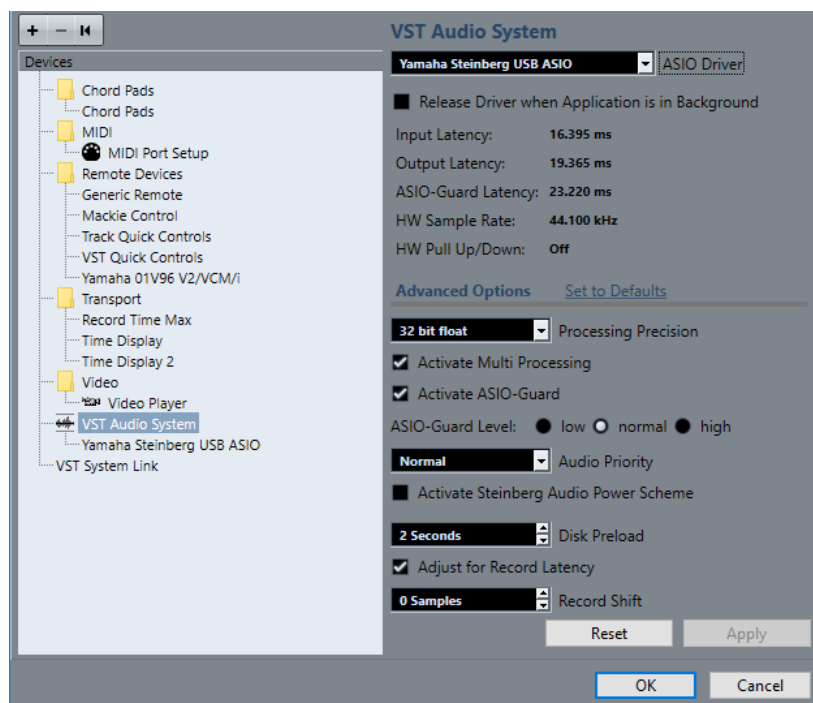 Devices
Chord Pads
Chord Pads
MIDI
MIDI Port Setup
Remote Devices
Generic Remote
Mackie Control
Track Quick Controls
VST Quick Controls
Yamaha 01V96 V2/VCM/i
Transport
Record Time Max
Time Display
Time Display 2
Video
Video Player
VST Audio System
Yamaha Steinberg USB ASIO
VST System Link
VST Audio System
Yamaha Steinberg USB ASIO ASIO Driver
Release Driver when Application is in Background
Input Latency: 16.395 ms
Output Latency: 19.365 ms
ASIO-Guard Latency: 23.220 ms
HW Sample Rate: 44.100 kHz
HW Pull Up/Down: Off
Advanced Options Set to Defaults
32 bit float Processing Precision
Activate Multi Processing
Activate ASIO-Guard
ASIO-Guard Level: low normal high
Normal Audio Priority
Activate Steinberg Audio Power Scheme
2 Seconds Disk Preload
Adjust for Record Latency
0 Samples Record Shift
Reset Apply
OK Cancel